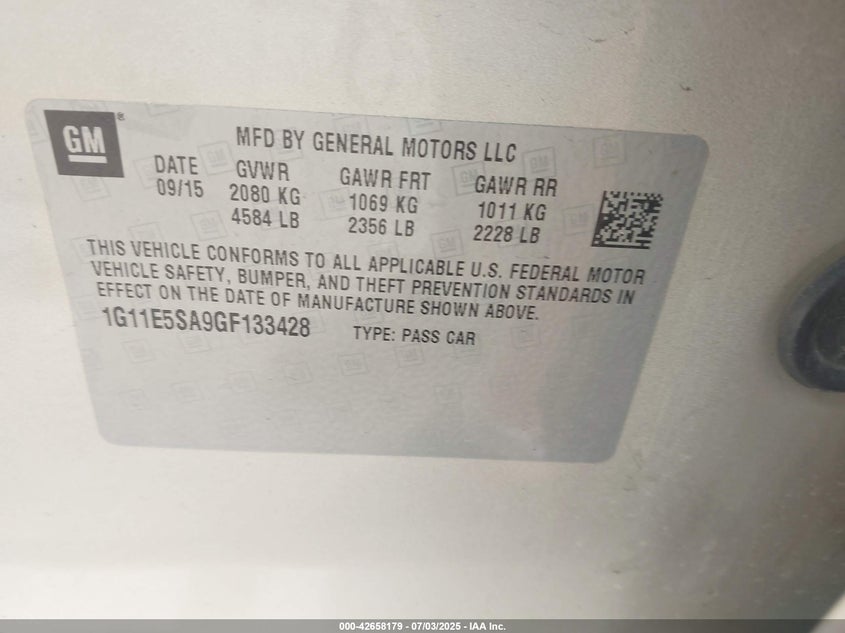 GM ®
MFD BY GENERAL MOTORS LLC
DATE GVWR GAWR FRT GAWR RR
09/15 2080 KG 1069 KG 1011 KG
4584 LB 2356 LB 2228 LB
THIS VEHICLE CONFORMS TO ALL APPLICABLE U.S. FEDERAL MOTOR
VEHICLE SAFETY, BUMPER, AND THEFT PREVENTION STANDARDS IN
EFFECT ON THE DATE OF MANUFACTURE SHOWN ABOVE.
1G11E5SA9GF133428 TYPE: PASS CAR
000-42658179 - 07/03/2025 - IAA Inc.